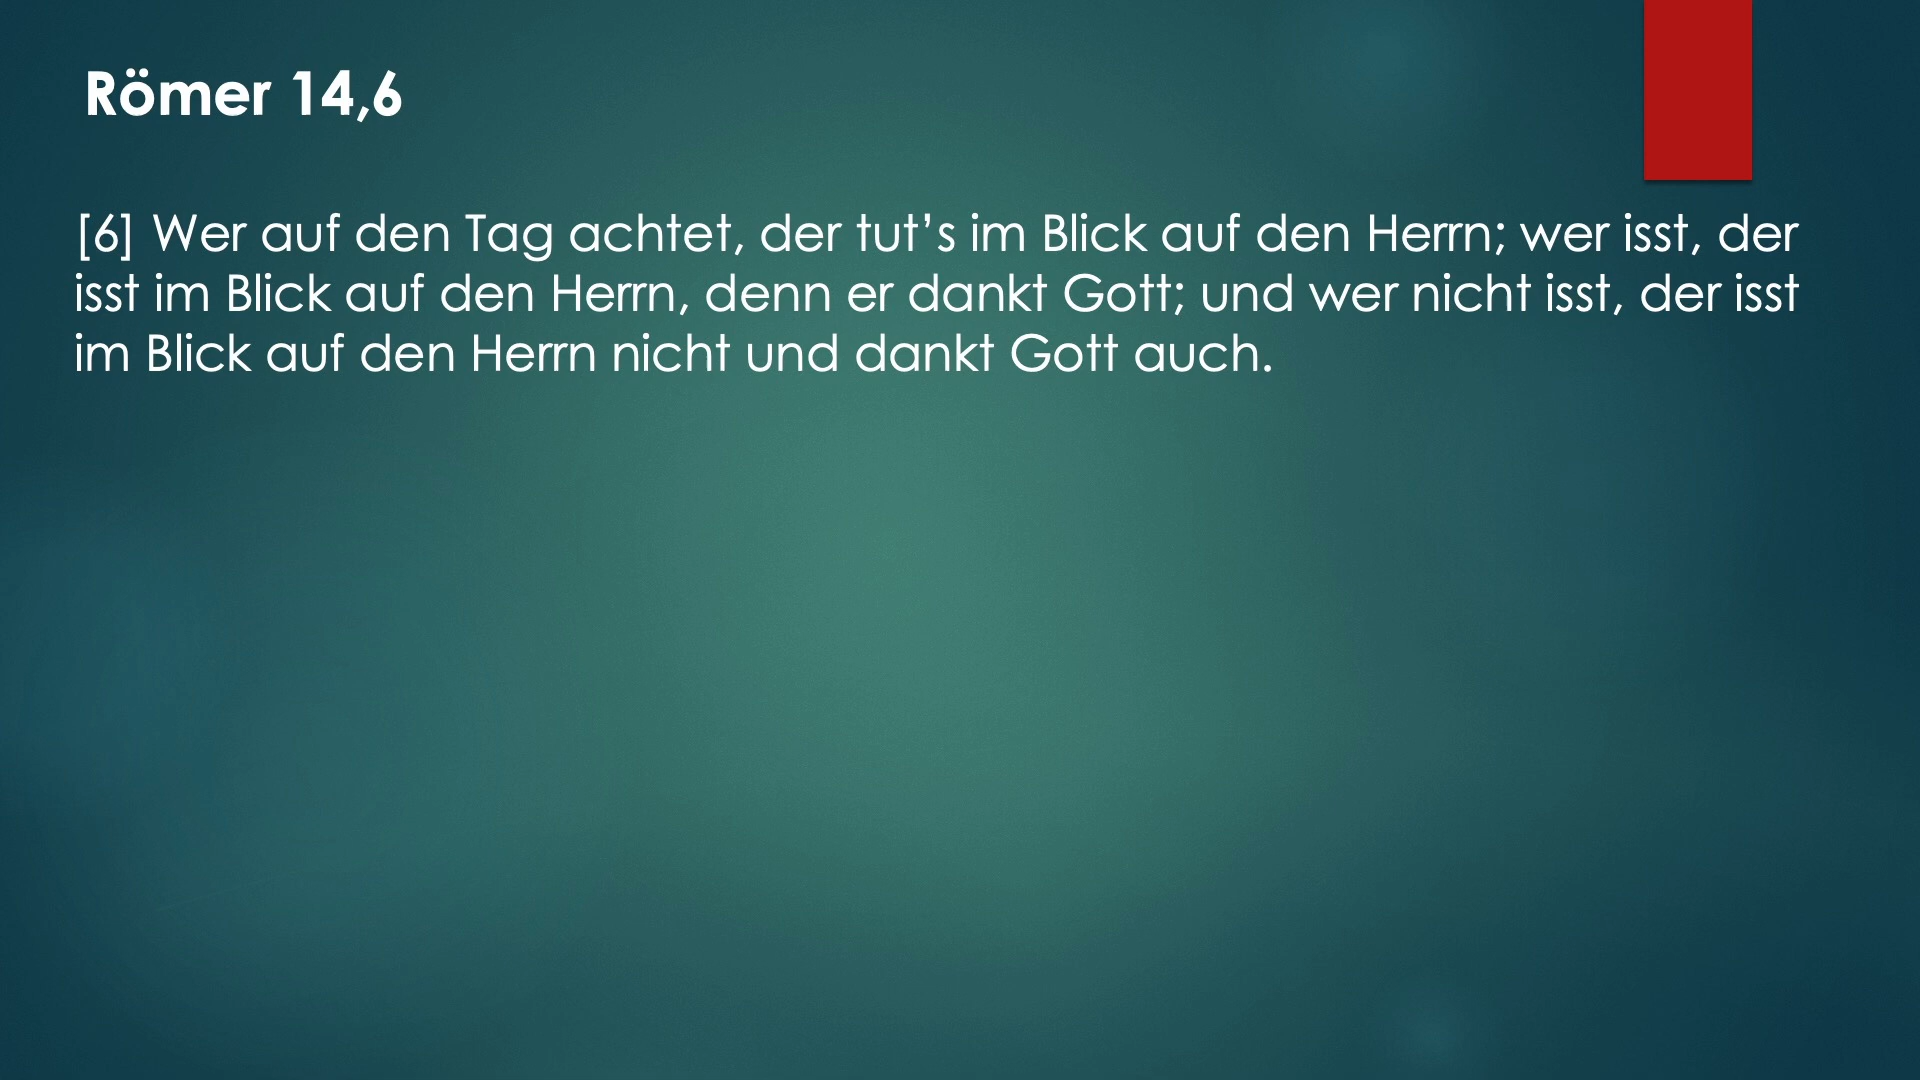 Römer 14,6
[6] Wer auf den Tag achtet, der tut’s im Blick auf den Herrn; wer isst, der
isst im Blick auf den Herrn, denn er dankt Gott; und wer nicht isst, der isst
im Blick auf den Herrn nicht und dankt Gott auch.